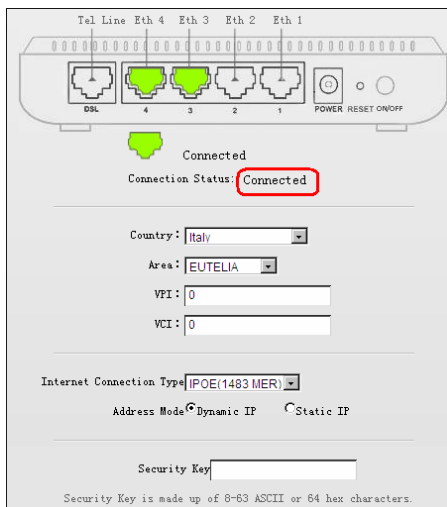 Tel Line Eth 4 Eth 3 Eth 2 Eth 1
DSL 4 3 2 1 POWER RESET ON/OFF
Connected
Connection Status: Connected
Country: Italy
Area: EUTELIA
VPI: 0
VCI: 0
Internet Connection Type IPOE(1483 MER)
Address Mode Dynamic IP Static IP
Security Key
Security Key is made up of 8-63 ASCII or 64 hex characters.